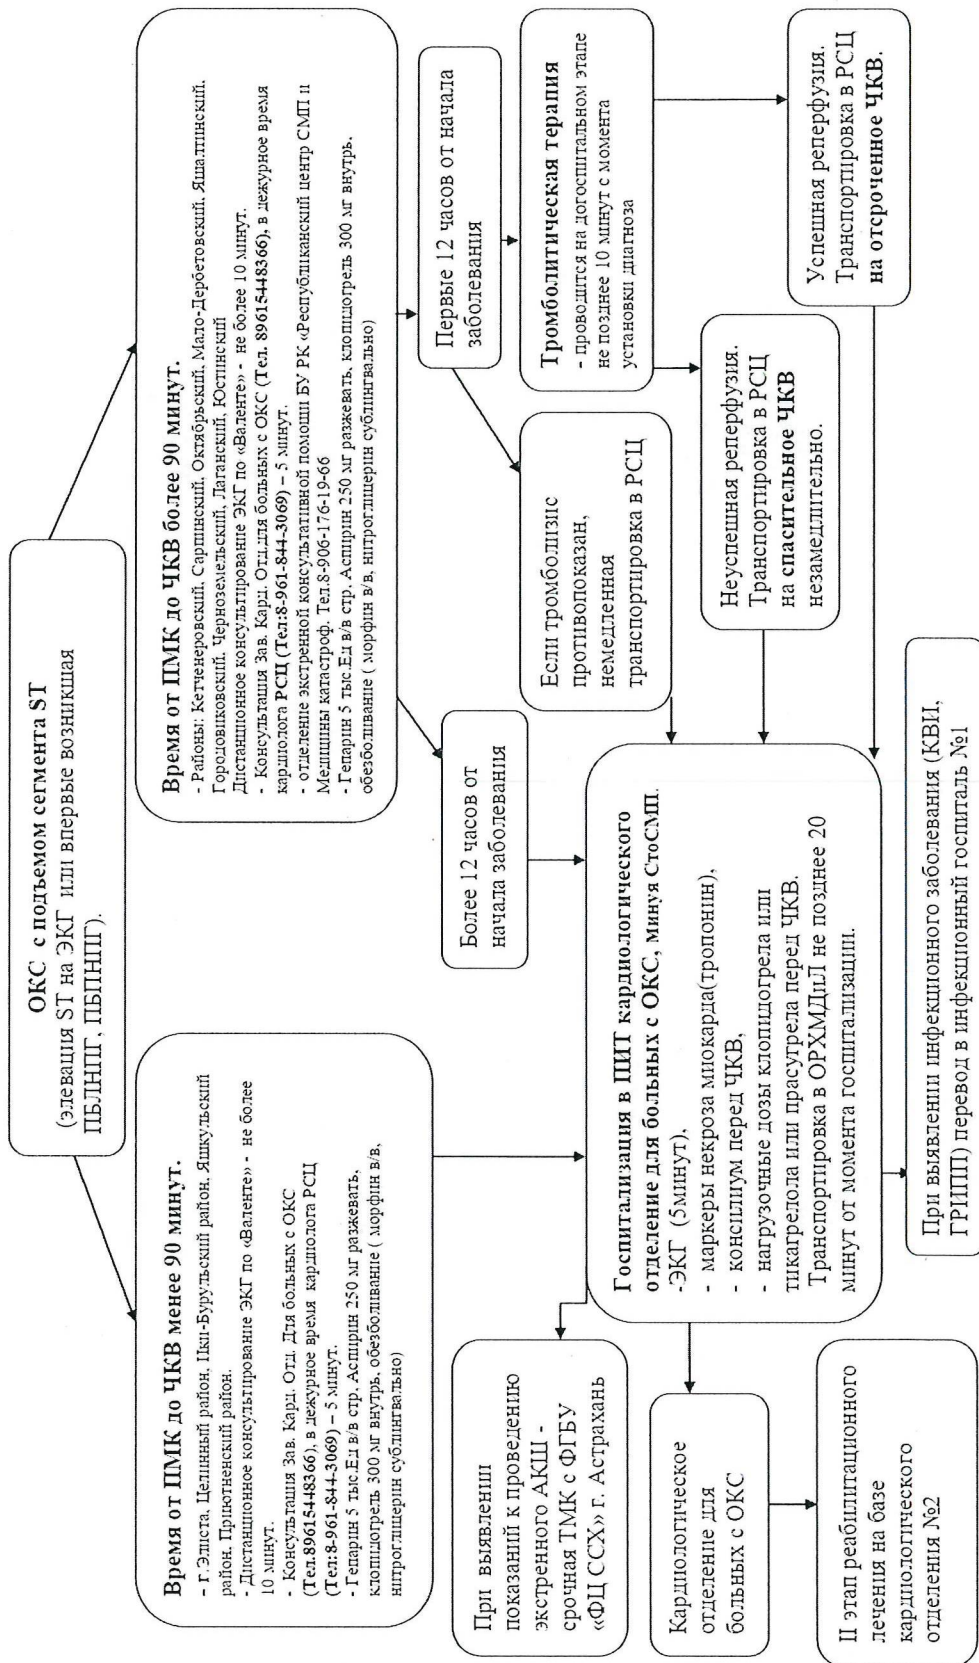 ОКС с подъемом сегмента ST
(элевация ST на ЭКГ или впервые возникшая
ПБЛНПГ, ПБПНПГ).
Время от ПМК до ЧКВ менее 90 минут.
- г. Элиста, Целинный район, Ики-Бурульский район, Яшкульский
район, Приютненский район.
- Дистанционное консультирование ЭКГ по «Валенте» - не более
10 минут.
- Консультация Зав. Кард. Отд. Для больных с ОКС
(Тел.89615448366), в дежурное время кардиолога РСЦ
(Тел:8-961-844-3069) – 5 минут.
- Гепарин 5 тыс.Ед в/в стр. Аспирин 250 мг разжевать,
клопидогрель 300 мг внутрь, обезболивание ( морфин в/в,
нитроглицерин сублингвально)
Время от ПМК до ЧКВ более 90 минут.
- Районы: Кетченеровский, Сарпинский, Октябрьский, Мало-Дербетовский, Яшалтинский,
Городовиковский, Черноземельский, Лаганский, Юстинский
Дистанционное консультирование ЭКГ по «Валенте» - не более 10 минут.
- Консультация Зав. Кард. Отд. для больных с ОКС (Тел. 89615448366), в дежурное время
кардиолога РСЦ (Тел:8-961-844-3069) – 5 минут.
- отделение экстренной консультативной помощи БУ РК «Республиканский центр СМП и
Медицины катастроф. Тел.8-906-176-19-66
- Гепарин 5 тыс.Ед в/в стр. Аспирин 250 мг разжевать, клопидогрель 300 мг внутрь,
обезболивание ( морфин в/в, нитроглицерин сублингвально)
Более 12 часов от
начала заболевания
Первые 12 часов от начала
заболевания
Если тромболизис
противопоказан,
немедленная
транспортировка в РСЦ
Тромболитическая терапия
- проводится на догоспитальном этапе
не позднее 10 минут с момента
установки диагноза
Неуспешная реперфузия.
Транспортировка в РСЦ
на спасительное ЧКВ
незамедлительно.
Успешная реперфузия.
Транспортировка в РСЦ
на отсроченное ЧКВ.
Госпитализация в ПИТ кардиологического
отделение для больных с ОКС, минуя СтоСМП.
-ЭКГ (5минут),
- маркеры некроза миокарда(тропонин),
- консилиум перед ЧКВ,
- нагрузочные дозы клопидогрела или
тикагрелола или прасугрела перед ЧКВ.
Транспортировка в ОРХМДиЛ не позднее 20
минут от момента госпитализации.
При выявлении
показаний к проведению
экстренного АКШ -
срочная ТМК с ФГБУ
«ФЦ ССХ» г. Астрахань
Кардиологическое
отделение для
больных с ОКС
При выявлении инфекционного заболевания (КВИ,
ГРИПП) перевод в инфекционный госпиталь №1
II этап реабилитационного
лечения на базе
кардиологического
отделения №2